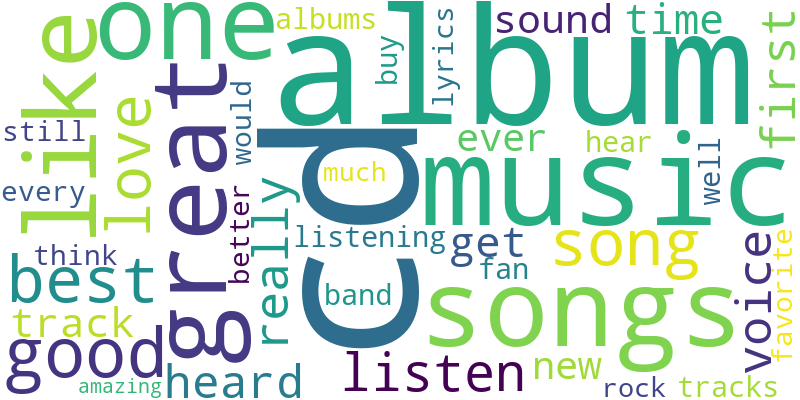 one
albums
buy
lyrics
sound
time
first
like
great
album
still
love
would
cd
ever
hear
well
music
every
much
better
really
listening
get
song
think
best
fan
voice
favorite
band
songs
track
good
heard
listen
new
amazing
rock
tracks